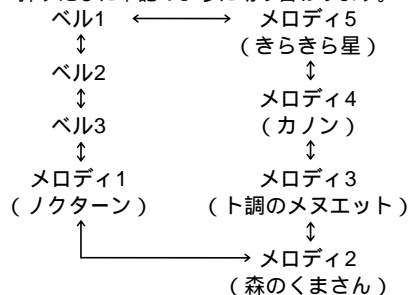 ベル1 ←→ メロディ5
（きらきら星）
↕ ↕
ベル2 メロディ4
（カノン）
↕ ↕
ベル3
↕
メロディ1 メロディ3
（ノクターン） （ト調のメヌエット）
↕
メロディ2
（森のくまさん）